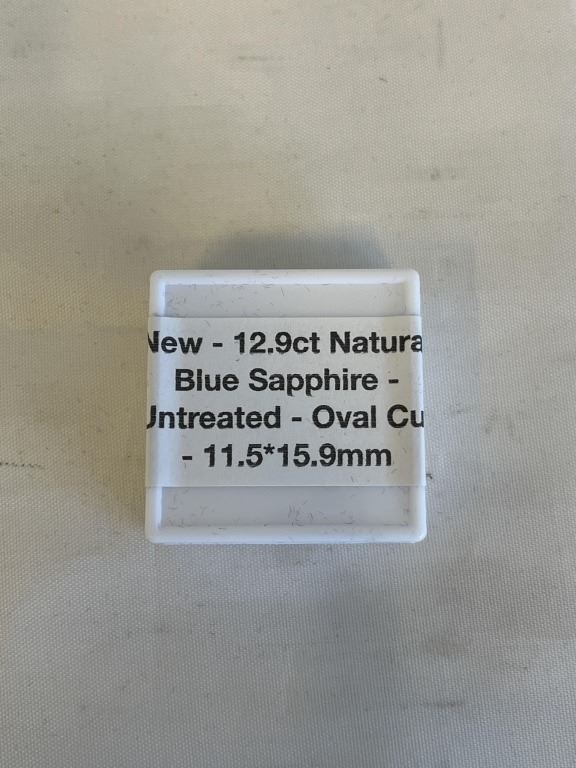 New - 12.9ct Natura
Blue Sapphire -
Untreated - Oval Cu
- 11.5*15.9mm